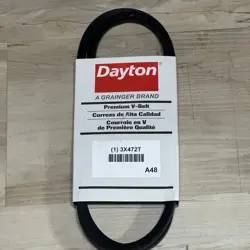 Dayton®
A GRAINGER BRAND
Premium V-Belt
Correas de Alta Calidad
Courroie en V
de Première Qualité
(1) 3X472T
A48